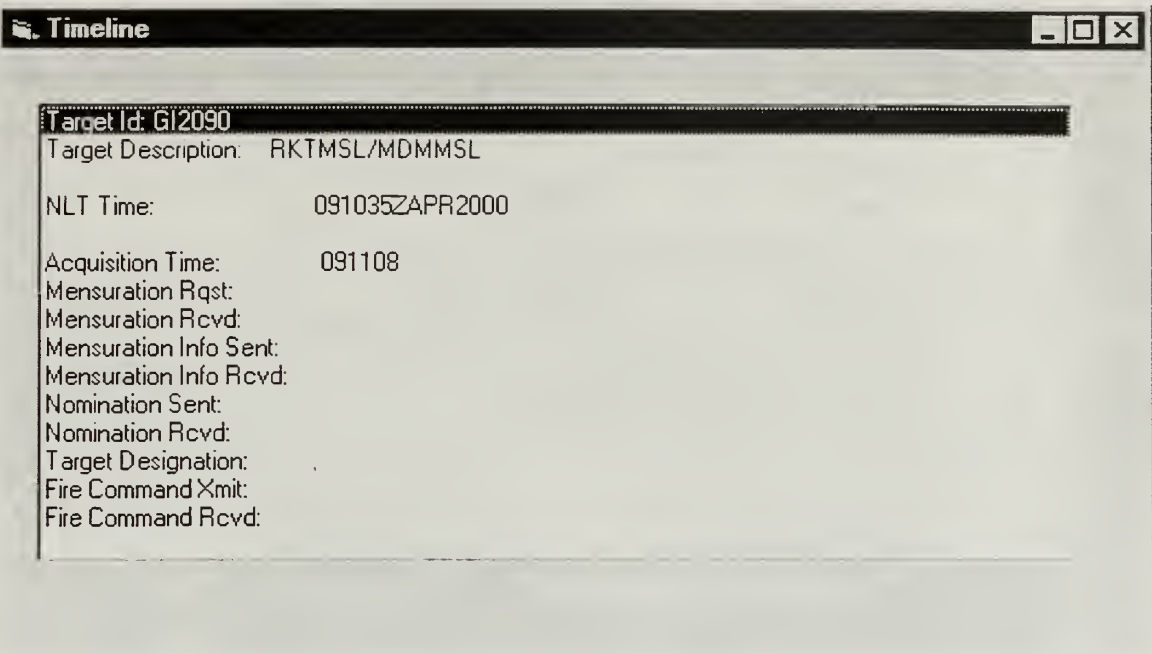 Timeline
Target Id: GI2090
Target Description: RKTMSL/MDMMSL
NLT Time: 091035ZAPR2000
Acquisition Time: 091108
Mensuration Rqst:
Mensuration Rcvd:
Mensuration Info Sent:
Mensuration Info Rcvd:
Nomination Sent:
Nomination Rcvd:
Target Designation:
Fire Command Xmit:
Fire Command Rcvd: